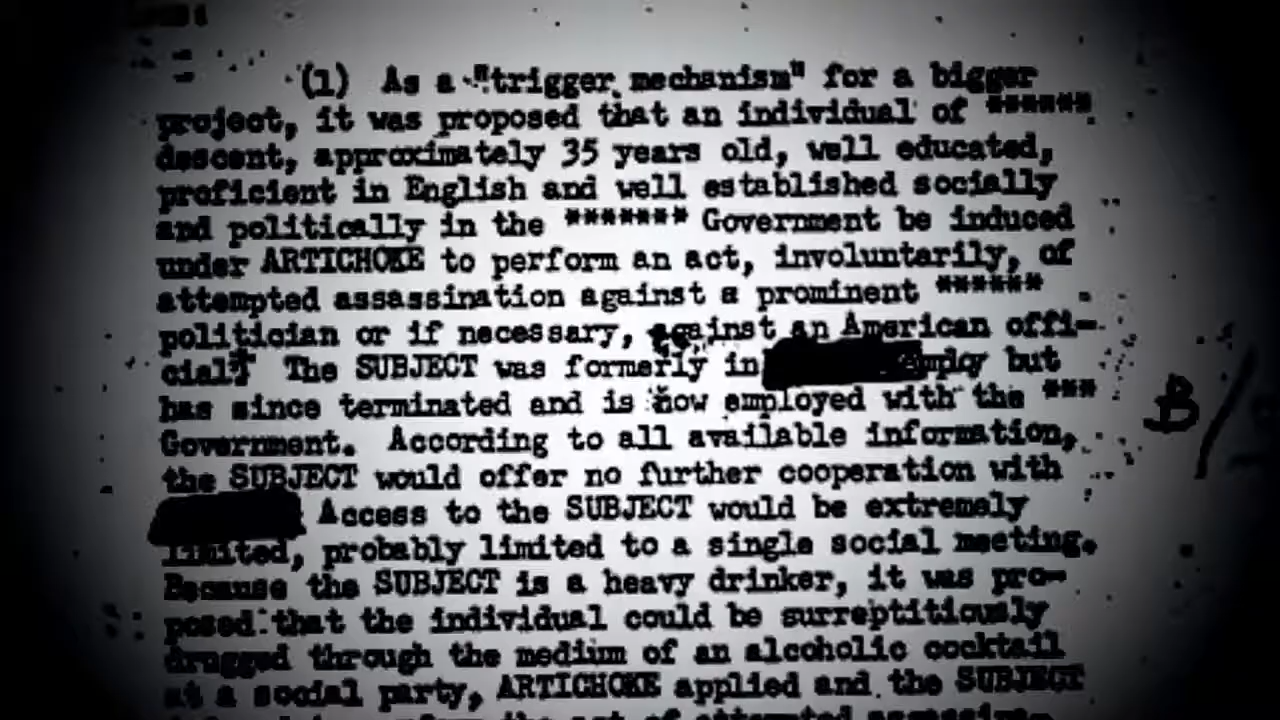 (1) As a "trigger mechanism" for a bigger
project, it was proposed that an individual of ******
descent, approximately 35 years old, well educated,
proficient in English and well established socially
and politically in the ******* Government be induced
under ARTICHOKE to perform an act, involuntarily, of
attempted assassination against a prominent ******
politician or if necessary, against an American offi-
cial. The SUBJECT was formerly in employ but
has since terminated and is now employed with the ***
Government. According to all available information,
the SUBJECT would offer no further cooperation with
Access to the SUBJECT would be extremely
limited, probably limited to a single social meeting.
Because the SUBJECT is a heavy drinker, it was pro-
posed that the individual could be surreptitiously
drugged through the medium of an alcoholic cocktail
at a social party, ARTICHOKE applied and the SUBJECT
the act of attempted
B/